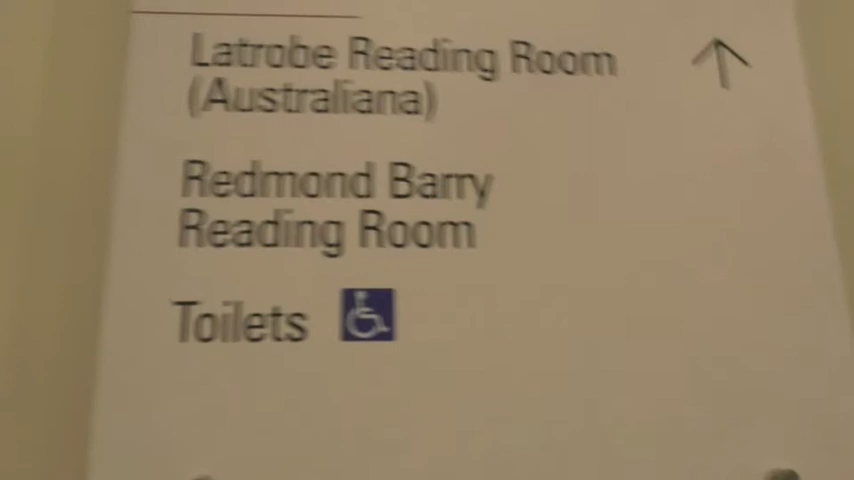 Latrobe Reading Room
(Australiana)
Redmond Barry
Reading Room
Toilets